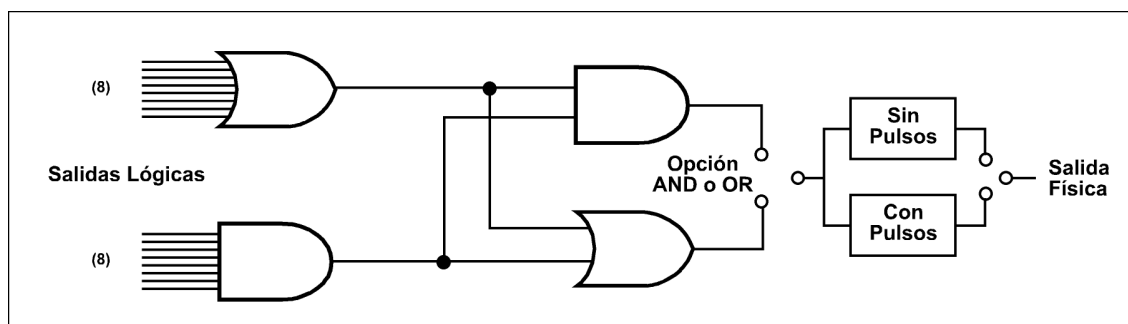 (8)
Salidas Lógicas
(8)
Opción
AND o OR
Sin
Pulsos
Con
Pulsos
Salida
Física